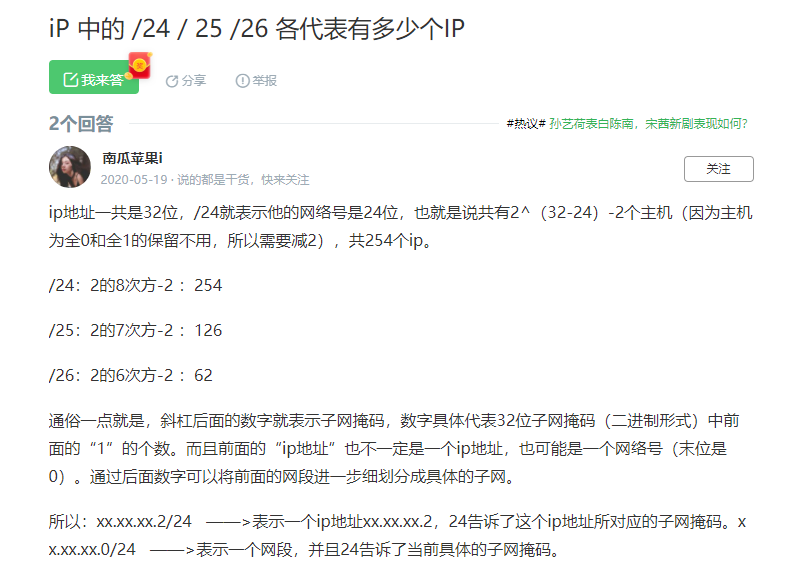 iP 中的 /24 / 25 /26 各代表有多少个IP
我来答 分享 举报
2个回答 #热议# 孙艺荷表白陈南，宋茜新剧表现如何？
南瓜苹果i
关注
2020-05-19 · 说的都是干货，快来关注
ip地址一共是32位，/24就表示他的网络号是24位，也就是说共有2^（32-24）-2个主机（因为主机
为全0和全1的保留不用，所以需要减2），共254个ip。
/24：2的8次方-2 ：254
/25：2的7次方-2 ：126
/26：2的6次方-2 ：62
通俗一点就是，斜杠后面的数字就表示子网掩码，数字具体代表32位子网掩码（二进制形式）中前
面的“1”的个数。而且前面的“ip地址”也不一定是一个ip地址，也可能是一个网络号（末位是
0）。通过后面数字可以将前面的网段进一步细划分成具体的子网。
所以：xx.xx.xx.2/24 ——>表示一个ip地址xx.xx.xx.2，24告诉了这个ip地址所对应的子网掩码。x
x.xx.xx.0/24 ——>表示一个网段，并且24告诉了当前具体的子网掩码。